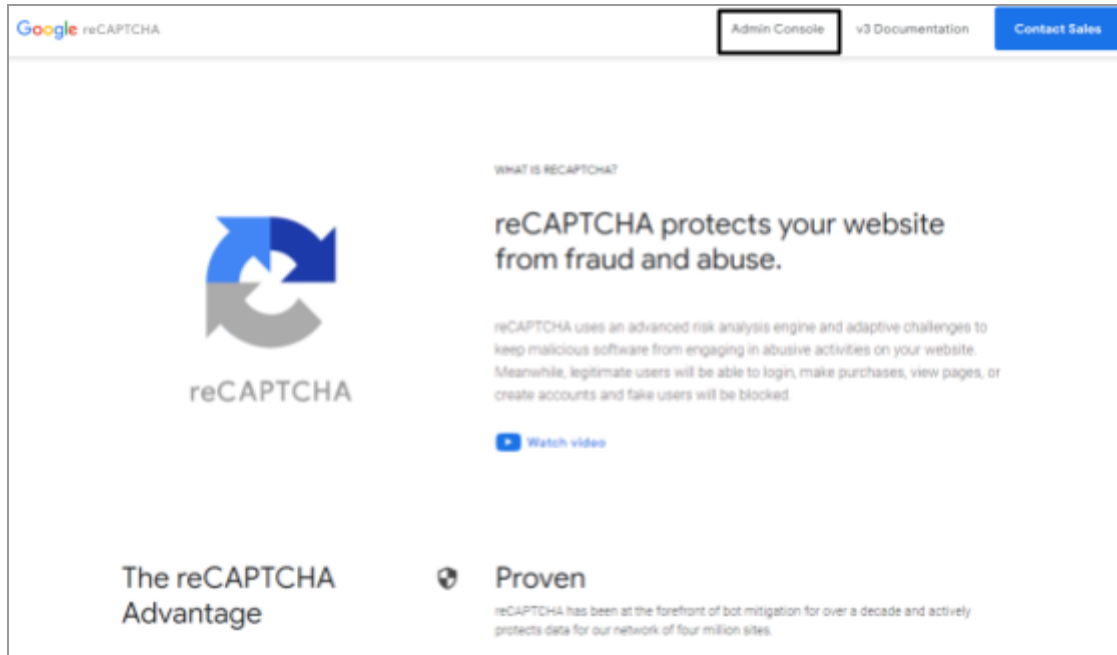 Google reCAPTCHA
Admin Console
v3 Documentation
Contact Sales
WHAT IS RECAPTCHA?
reCAPTCHA protects your website
from fraud and abuse.
reCAPTCHA uses an advanced risk analysis engine and adaptive challenges to
keep malicious software from engaging in abusive activities on your website.
Meanwhile, legitimate users will be able to login, make purchases, view pages, or
create accounts and fake users will be blocked.
reCAPTCHA
Watch video
The reCAPTCHA
Advantage
Proven
reCAPTCHA has been at the forefront of bot mitigation for over a decade and actively
protects data for our network of four million sites.